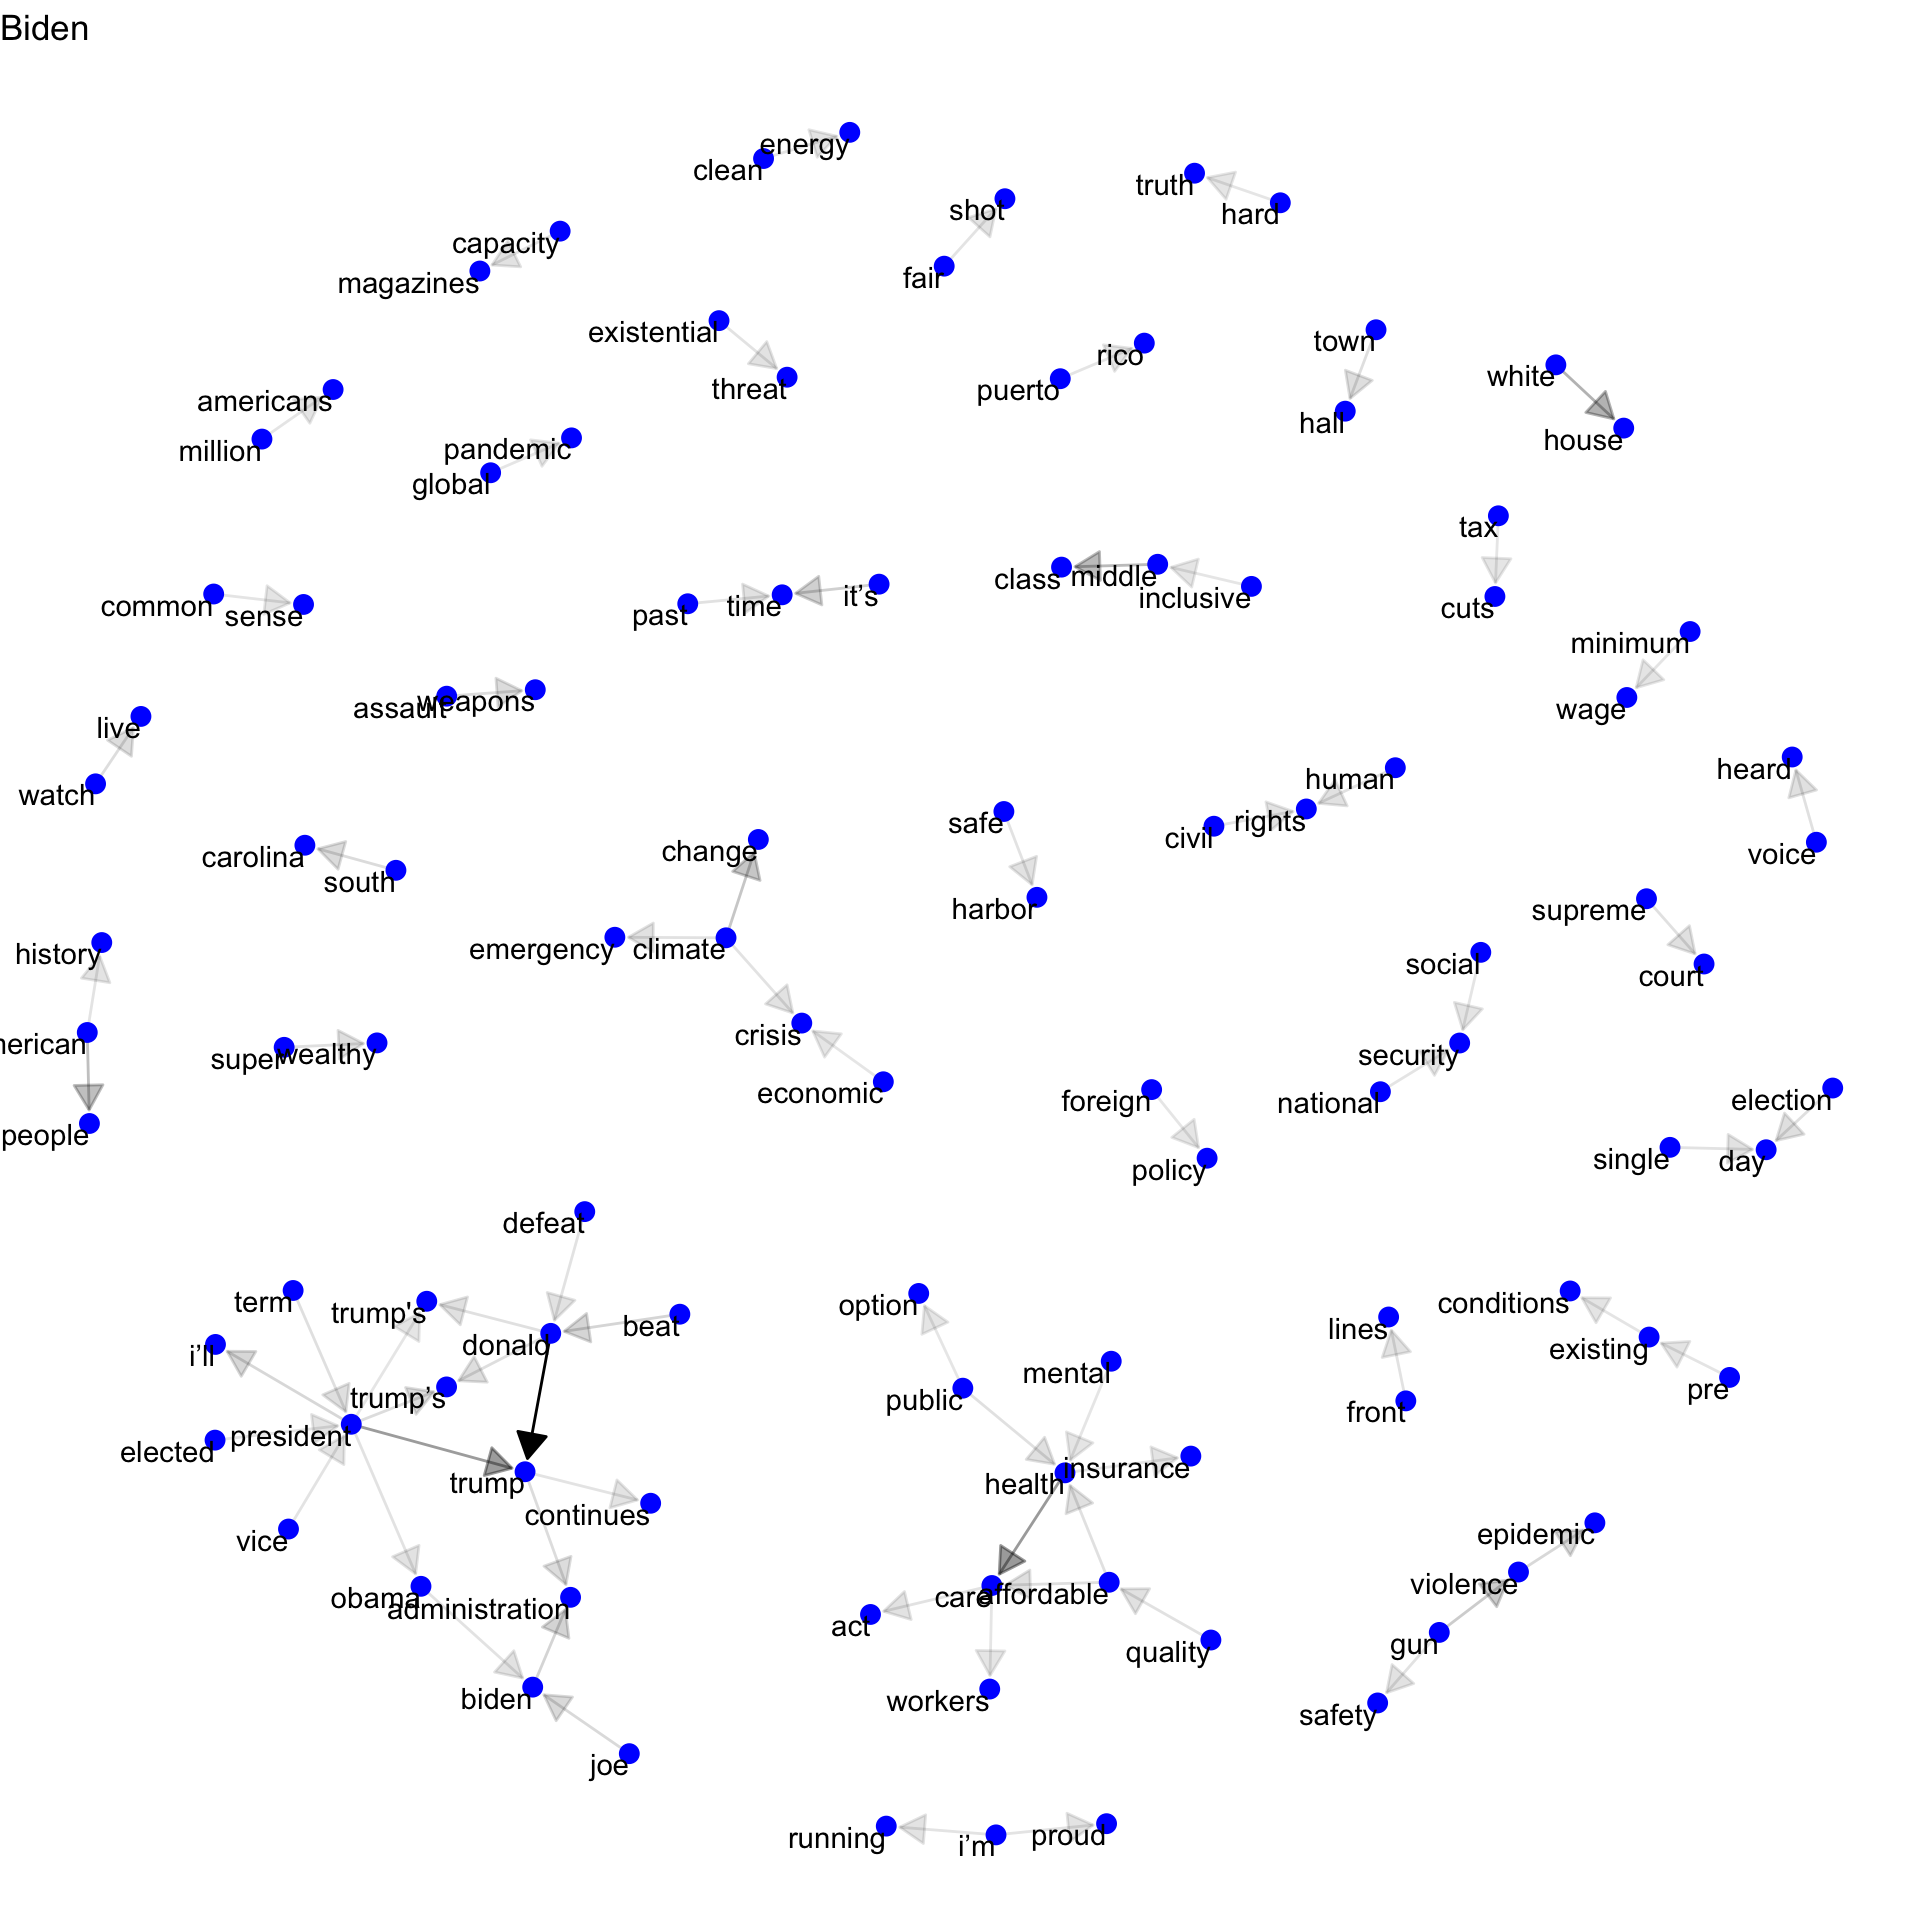 Biden
energy
clean
truth
shot
hard
capacity
magazines
fair
existential
town
rico
white
threat
puerto
americans
hall
house
million
pandemic
global
tax
class
middle
it’s
inclusive
common
sense
past
time
cuts
minimum
assault
weapons
wage
live
heard
human
watch
safe
rights
civil
change
carolina
voice
south
harbor
supreme
history
emergency
climate
social
court
crisis
erican
super
wealthy
security
economic
foreign
national
election
people
policy
single
day
defeat
term
trump's
option
conditions
beat
lines
donald
i’ll
existing
mental
trump’s
public
pre
front
president
elected
insurance
trump
health
continues
epidemic
vice
violence
obama
care
affordable
administration
act
gun
quality
biden
workers
safety
joe
running
i’m
proud